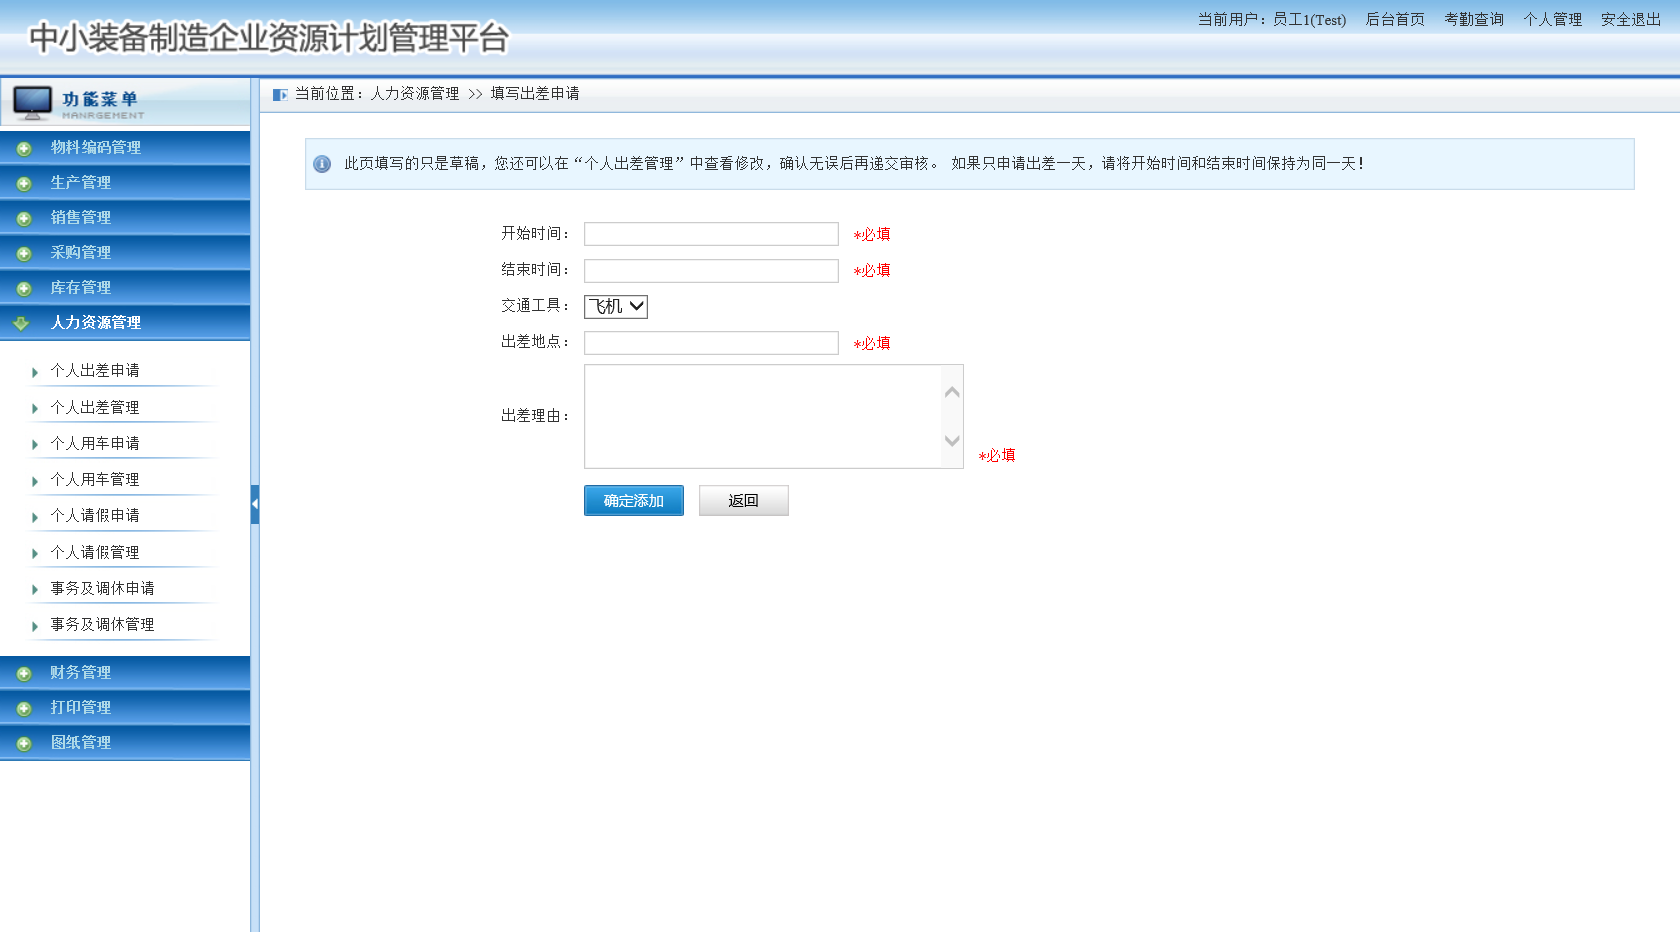 中小装备制造企业资源计划管理平台
当前用户：员工1(Test) 后台首页 考勤查询 个人管理 安全退出
功能菜单
MANRGEMENT
物料编码管理
生产管理
销售管理
采购管理
库存管理
人力资源管理
个人出差申请
个人出差管理
个人用车申请
个人用车管理
个人请假申请
个人请假管理
事务及调休申请
事务及调休管理
财务管理
打印管理
图纸管理
当前位置：人力资源管理 >> 填写出差申请
此页填写的只是草稿，您还可以在“个人出差管理”中查看修改，确认无误后再递交审核。 如果只申请出差一天，请将开始时间和结束时间保持为同一天！
开始时间： *必填
结束时间： *必填
交通工具： 飞机
出差地点： *必填
出差理由： *必填
确定添加 返回